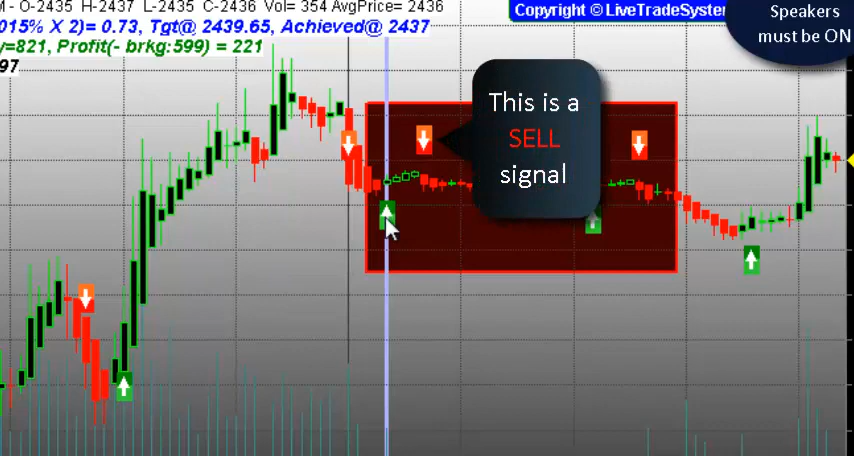 M - O-2435 H-2437 L-2435 C-2436 Vol= 354 AvgPrice= 2436
015% X 2)= 0.73, Tgt@ 2439.65, Achieved@ 2437
y=821, Profit(- brkg:599) = 221
97
Copyright © LiveTradeSyster
Speakers
must be ON
This is a
SELL
signal